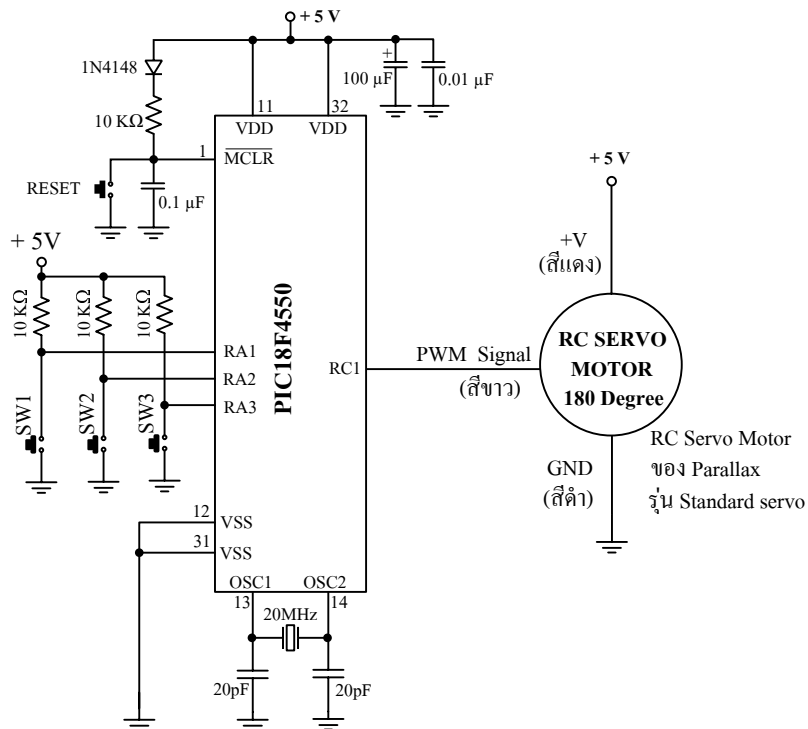 + 5 V
1N4148
100 µF
0.01 µF
+
10 KΩ
11
32
VDD
VDD
1
MCLR
RESET
0.1 µF
+ 5V
10 KΩ
10 KΩ
10 KΩ
PIC18F4550
RA1
RA2
RA3
SW1
SW2
SW3
RC1
PWM Signal
(สีขาว)
+ 5 V
+V
(สีแดง)
RC SERVO
MOTOR
180 Degree
GND
(สีดำ)
RC Servo Motor
ของ Parallax
รุ่น Standard servo
12
VSS
31
VSS
OSC1
OSC2
13
14
20MHz
20pF
20pF